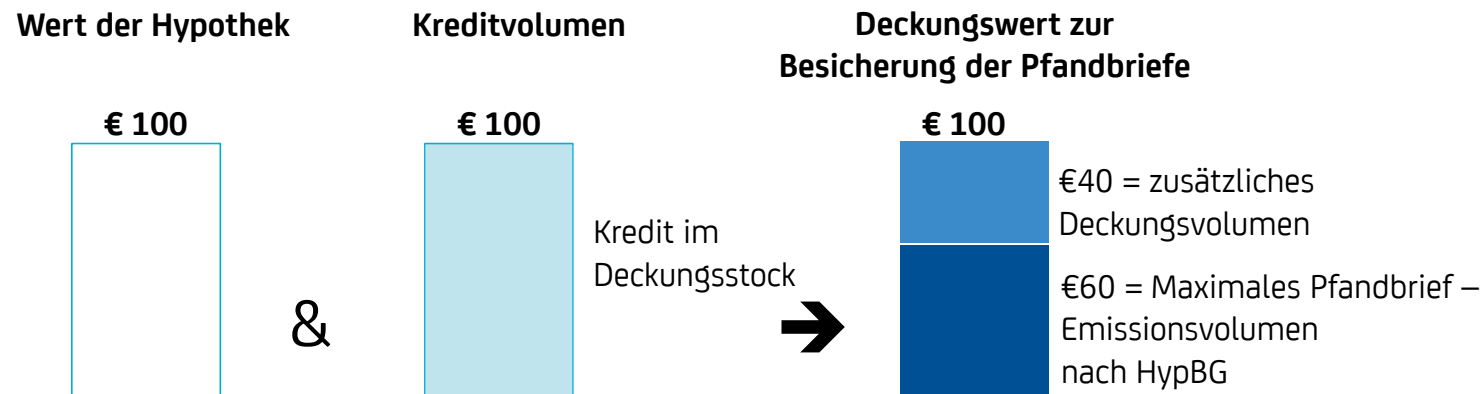 Wert der Hypothek
Kreditvolumen
Deckungswert zur
Besicherung der Pfandbriefe
€ 100
€ 100
€ 100
&
Kredit im
Deckungsstock
€40 = zusätzliches
Deckungsvolumen
€60 = Maximales Pfandbrief –
Emissionsvolumen
nach HypBG